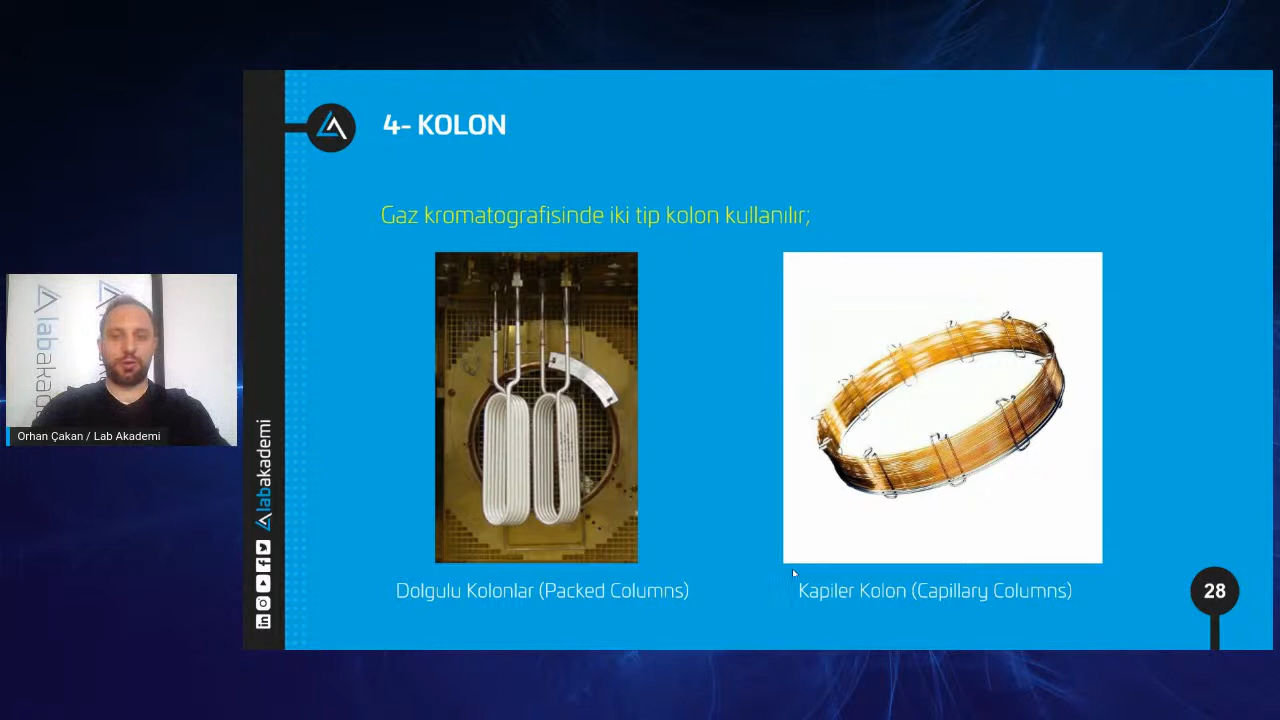 4- KOLON
Gaz kromatografisinde iki tip kolon kullanılır;
Dolgulu Kolonlar (Packed Columns)
Kapiler Kolon (Capillary Columns)
28
labakademi
labakade
Orhan Çakan / Lab Akademi